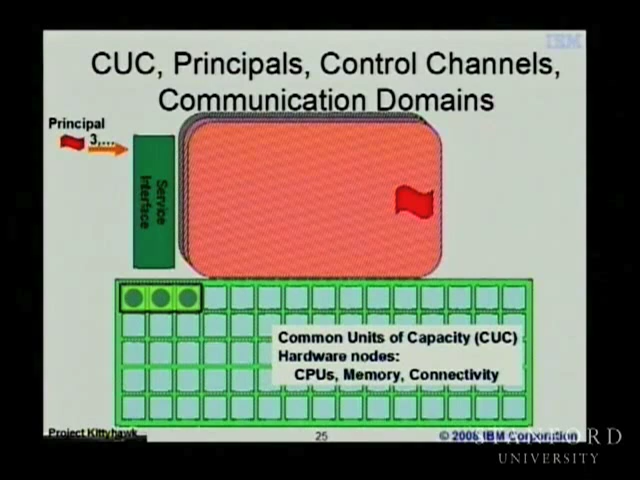 IBM
CUC, Principals, Control Channels,
Communication Domains
Principal
3,...
Service
Interface
Common Units of Capacity (CUC)
Hardware nodes:
CPUs, Memory, Connectivity
Project Kittyhawk
25
© 2008 IBM Corporation
STANFORD
UNIVERSITY